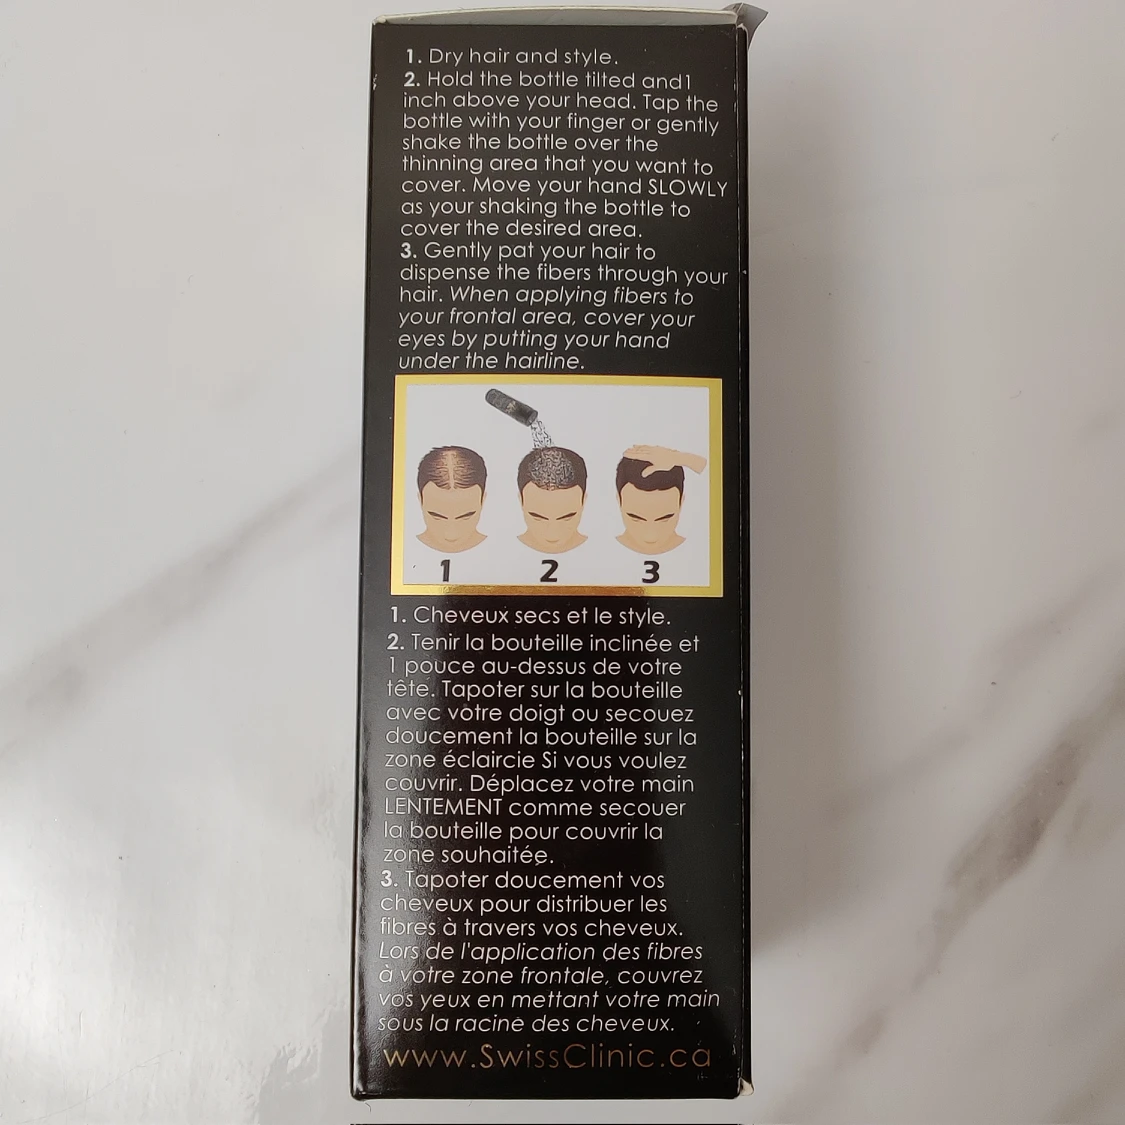 1. Dry hair and style.
2. Hold the bottle tilted and1
inch above your head. Tap the
bottle with your finger or gently
shake the bottle over the
thinning area that you want to
cover. Move your hand SLOWLY
as your shaking the bottle to
cover the desired area.
3. Gently pat your hair to
dispense the fibers through your
hair. When applying fibers to
your frontal area, cover your
eyes by putting your hand
under the hairline.
1 2 3
1. Cheveux secs et le style.
2. Tenir la bouteille inclinée et
1 pouce au-dessus de votre
tête. Tapoter sur la bouteille
avec votre doigt ou secouez
doucement la bouteille sur la
zone éclaircie Si vous voulez
couvrir. Déplacez votre main
LENTEMENT comme secouer
la bouteille pour couvrir la
zone souhaitée.
3. Tapoter doucement vos
cheveux pour distribuer les
fibres à travers vos cheveux.
Lors de l'application des fibres
à votre zone frontale, couvrez
vos yeux en mettant votre main
sous la racine des cheveux.
www.SwissClinic.ca